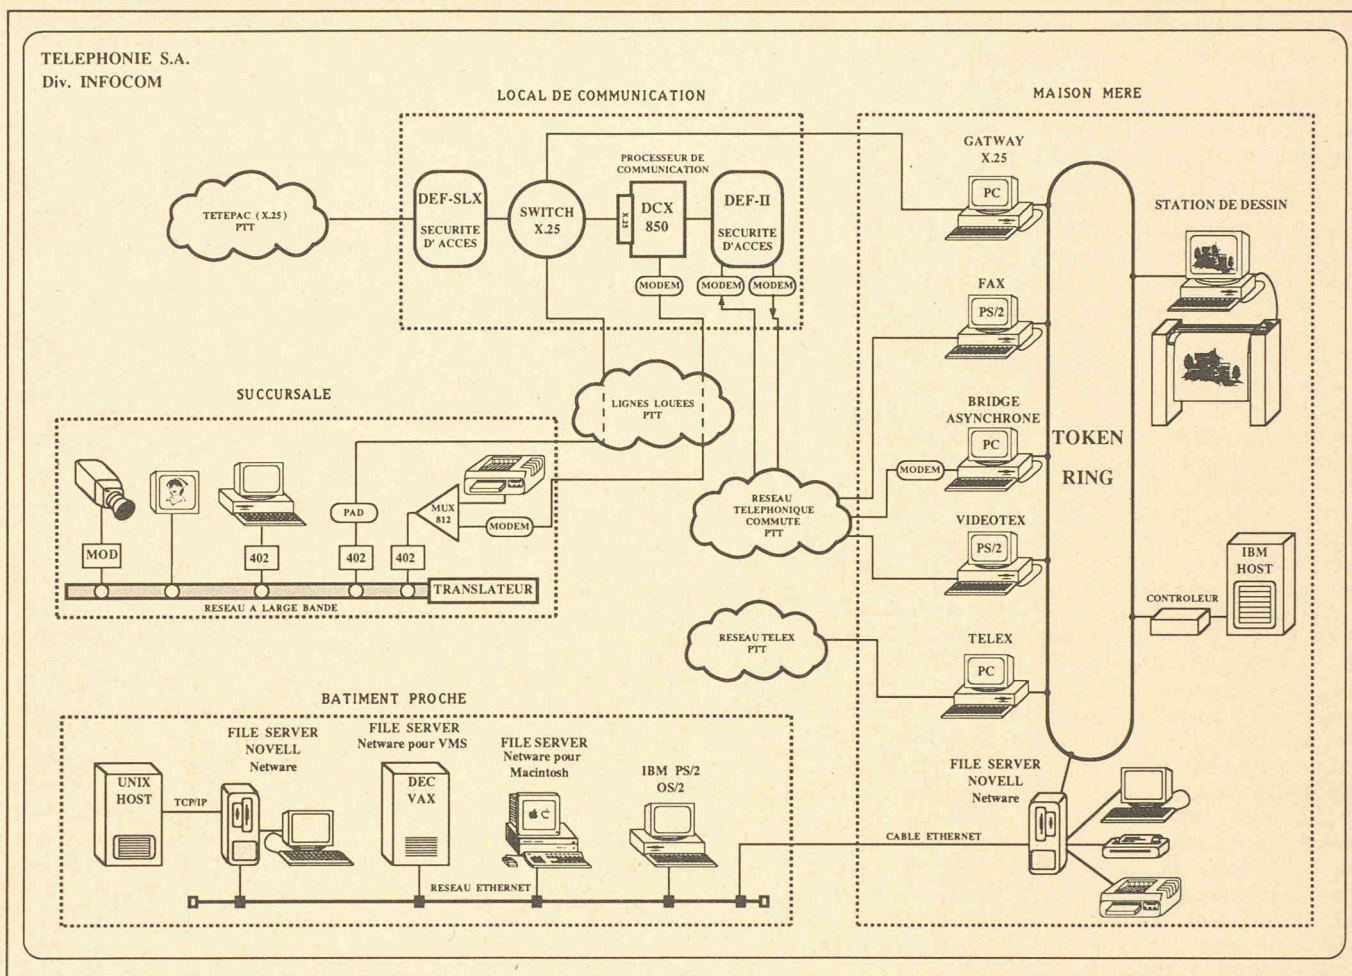 TELEPHONIE S.A.
Div. INFOCOM
LOCAL DE COMMUNICATION
MAISON MERE
TETEPAC (X.25)
PTT
DEF-SLX
SECURITE
D' ACCES
SWITCH
X.25
PROCESSEUR DE
COMMUNICATION
X.25
DCX
850
DEF-II
SECURITE
D'ACCES
MODEM
MODEM
MODEM
GATWAY
X.25
PC
STATION DE DESSIN
FAX
PS/2
BRIDGE
ASYNCHRONE
PC
MODEM
TOKEN
RING
VIDEOTEX
PS/2
TELEX
PC
IBM
HOST
CONTROLEUR
LIGNES LOUEES
PTT
RESEAU
TELEPHONIQUE
COMMUTE
PTT
RESEAU TELEX
PTT
SUCCURSALE
PAD
MUX
812
MODEM
MOD
402
402
402
TRANSLATEUR
RESEAU A LARGE BANDE
BATIMENT PROCHE
UNIX
HOST
TCP/IP
FILE SERVER
NOVELL
Netware
FILE SERVER
Netware pour VMS
DEC
VAX
FILE SERVER
Netware pour
Macintosh
IBM PS/2
OS/2
RESEAU ETHERNET
CABLE ETHERNET
FILE SERVER
NOVELL
Netware